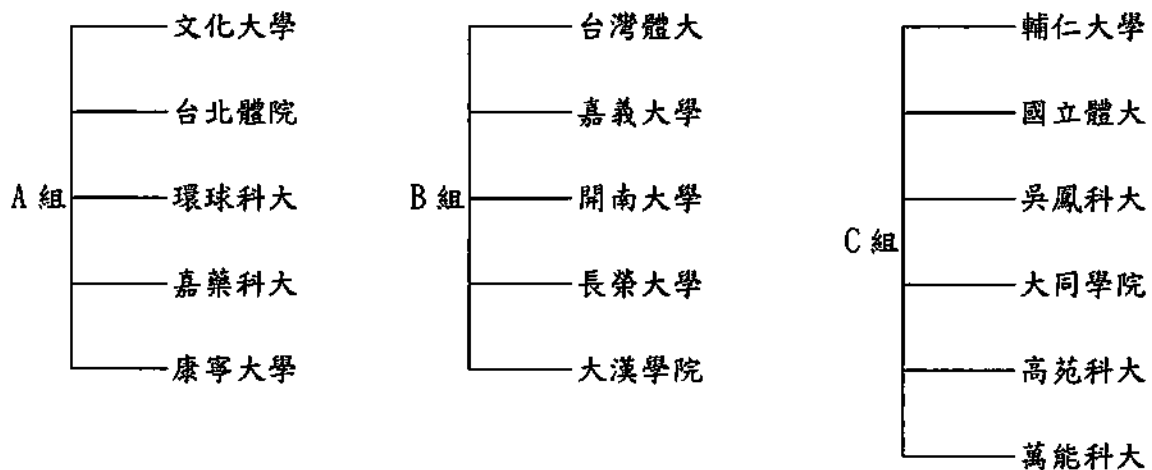 A組
文化大學
台北體院
環球科大
嘉藥科大
康寧大學
B組
台灣體大
嘉義大學
開南大學
長榮大學
大漢學院
C組
輔仁大學
國立體大
吳鳳科大
大同學院
高苑科大
萬能科大